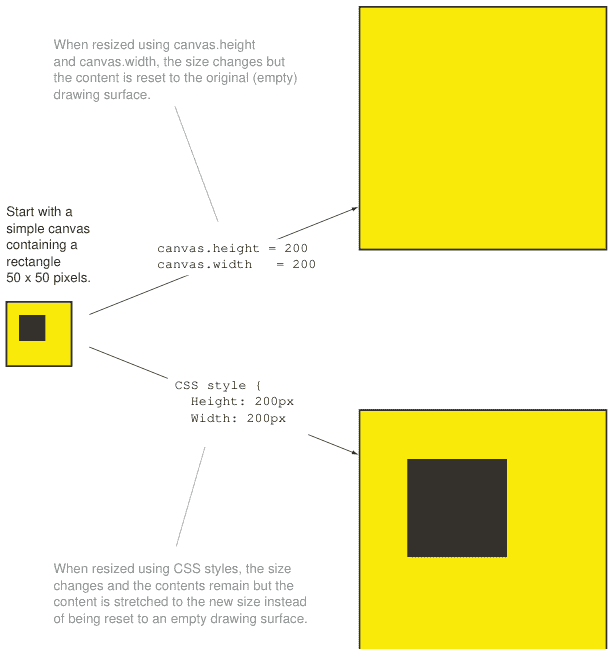 When resized using canvas.height
and canvas.width, the size changes but
the content is reset to the original (empty)
drawing surface.
Start with a
simple canvas
containing a
rectangle
50 x 50 pixels.
canvas.height = 200
canvas.width   = 200
CSS style {
Height: 200px
Width: 200px
When resized using CSS styles, the size
changes and the contents remain but the
content is stretched to the new size instead
of being reset to an empty drawing surface.